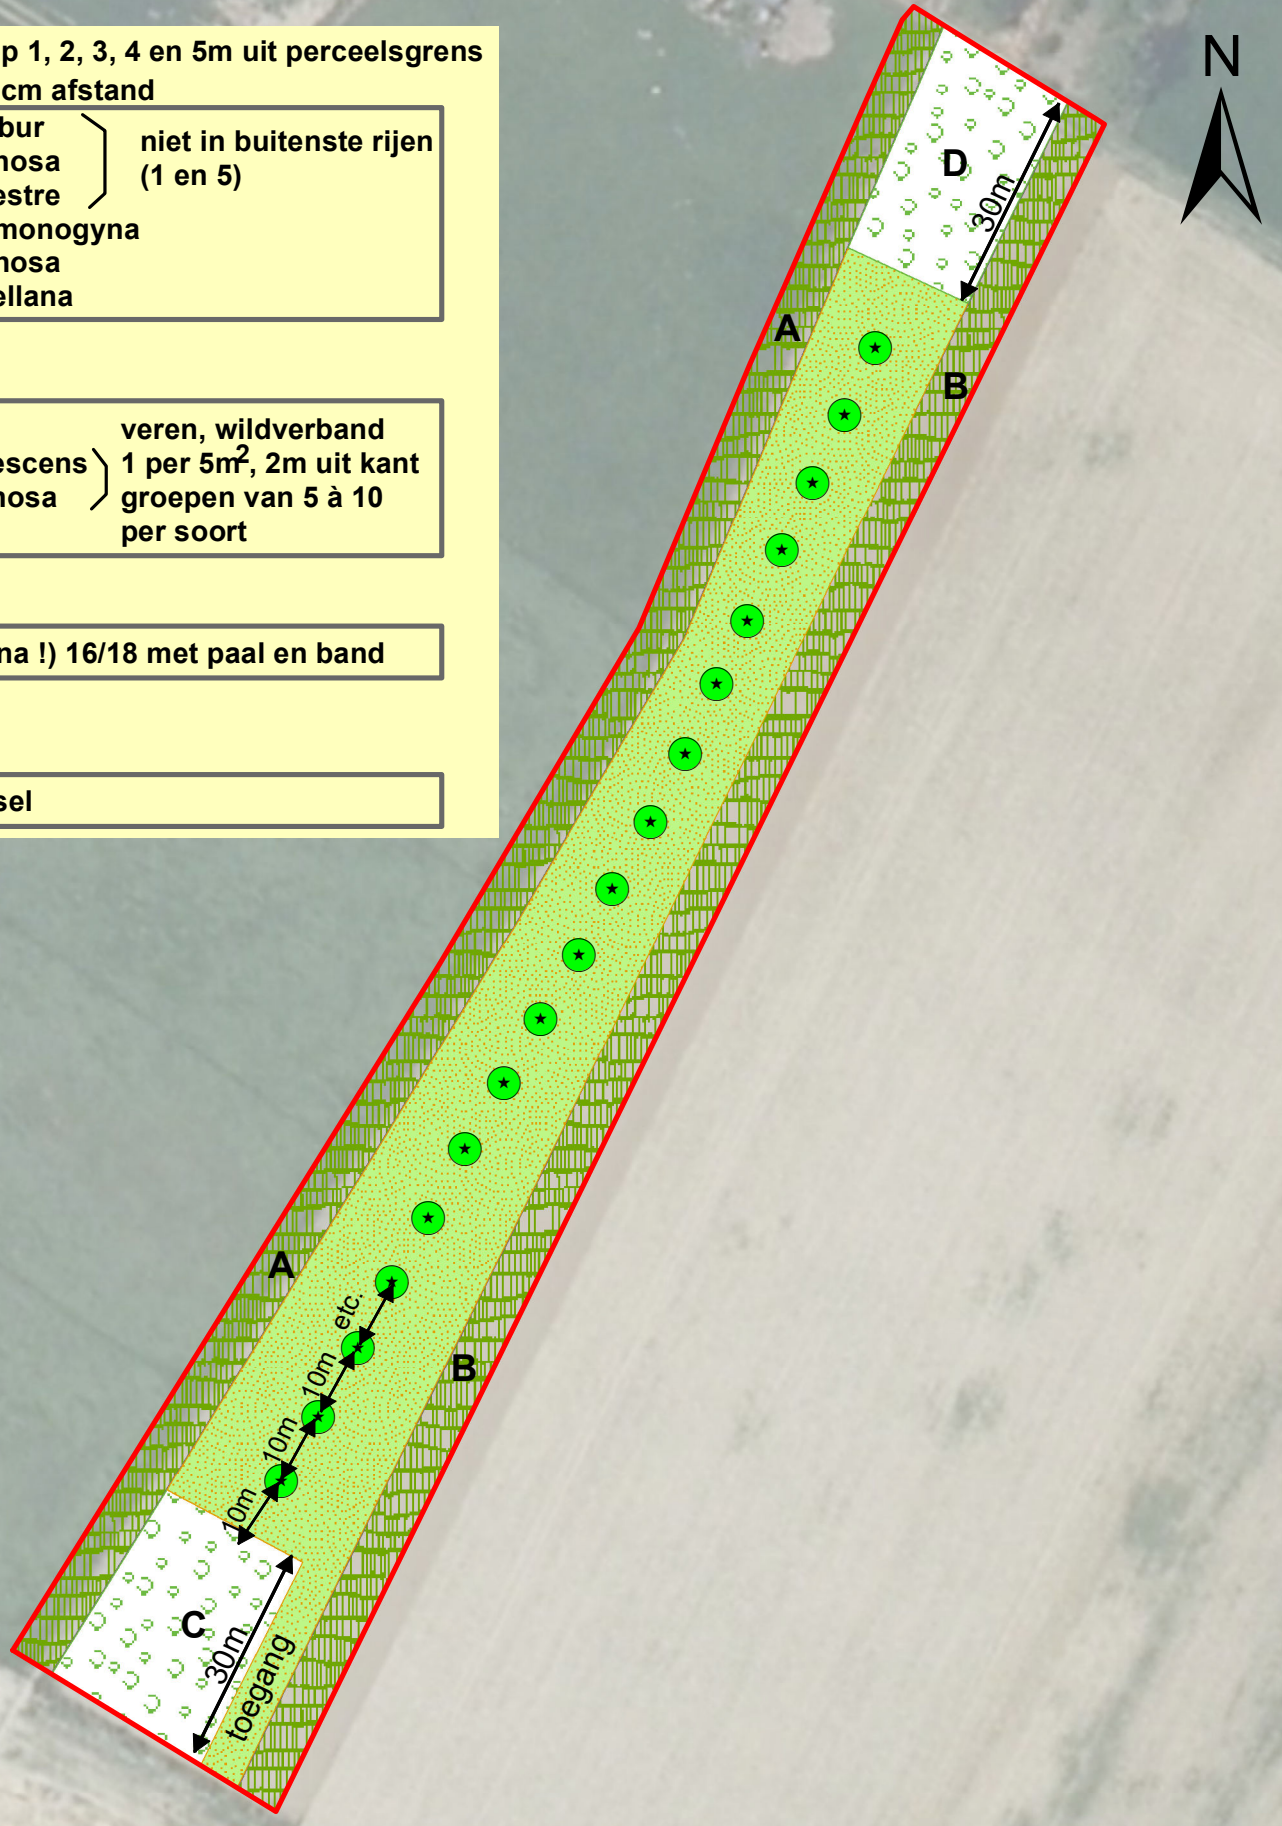 p 1, 2, 3, 4 en 5m uit perceelsgrens
cm afstand
bur
nosa
estre
niet in buitenste rijen
(1 en 5)
monogyna
nosa
ellana
escens
nosa
veren, wildverband
1 per 5m², 2m uit kant
groepen van 5 à 10
per soort
na !) 16/18 met paal en band
sel
N
D
30m
A
B
A
B
etc.
10m
10m
10m
C
30m
toegang